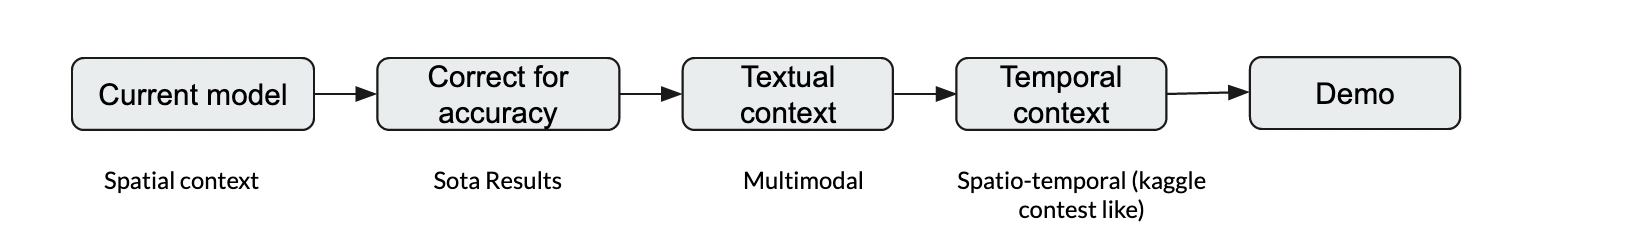 Current model
Correct for
accuracy
Textual
context
Temporal
context
Demo
Spatial context
Sota Results
Multimodal
Spatio-temporal (kaggle
contest like)